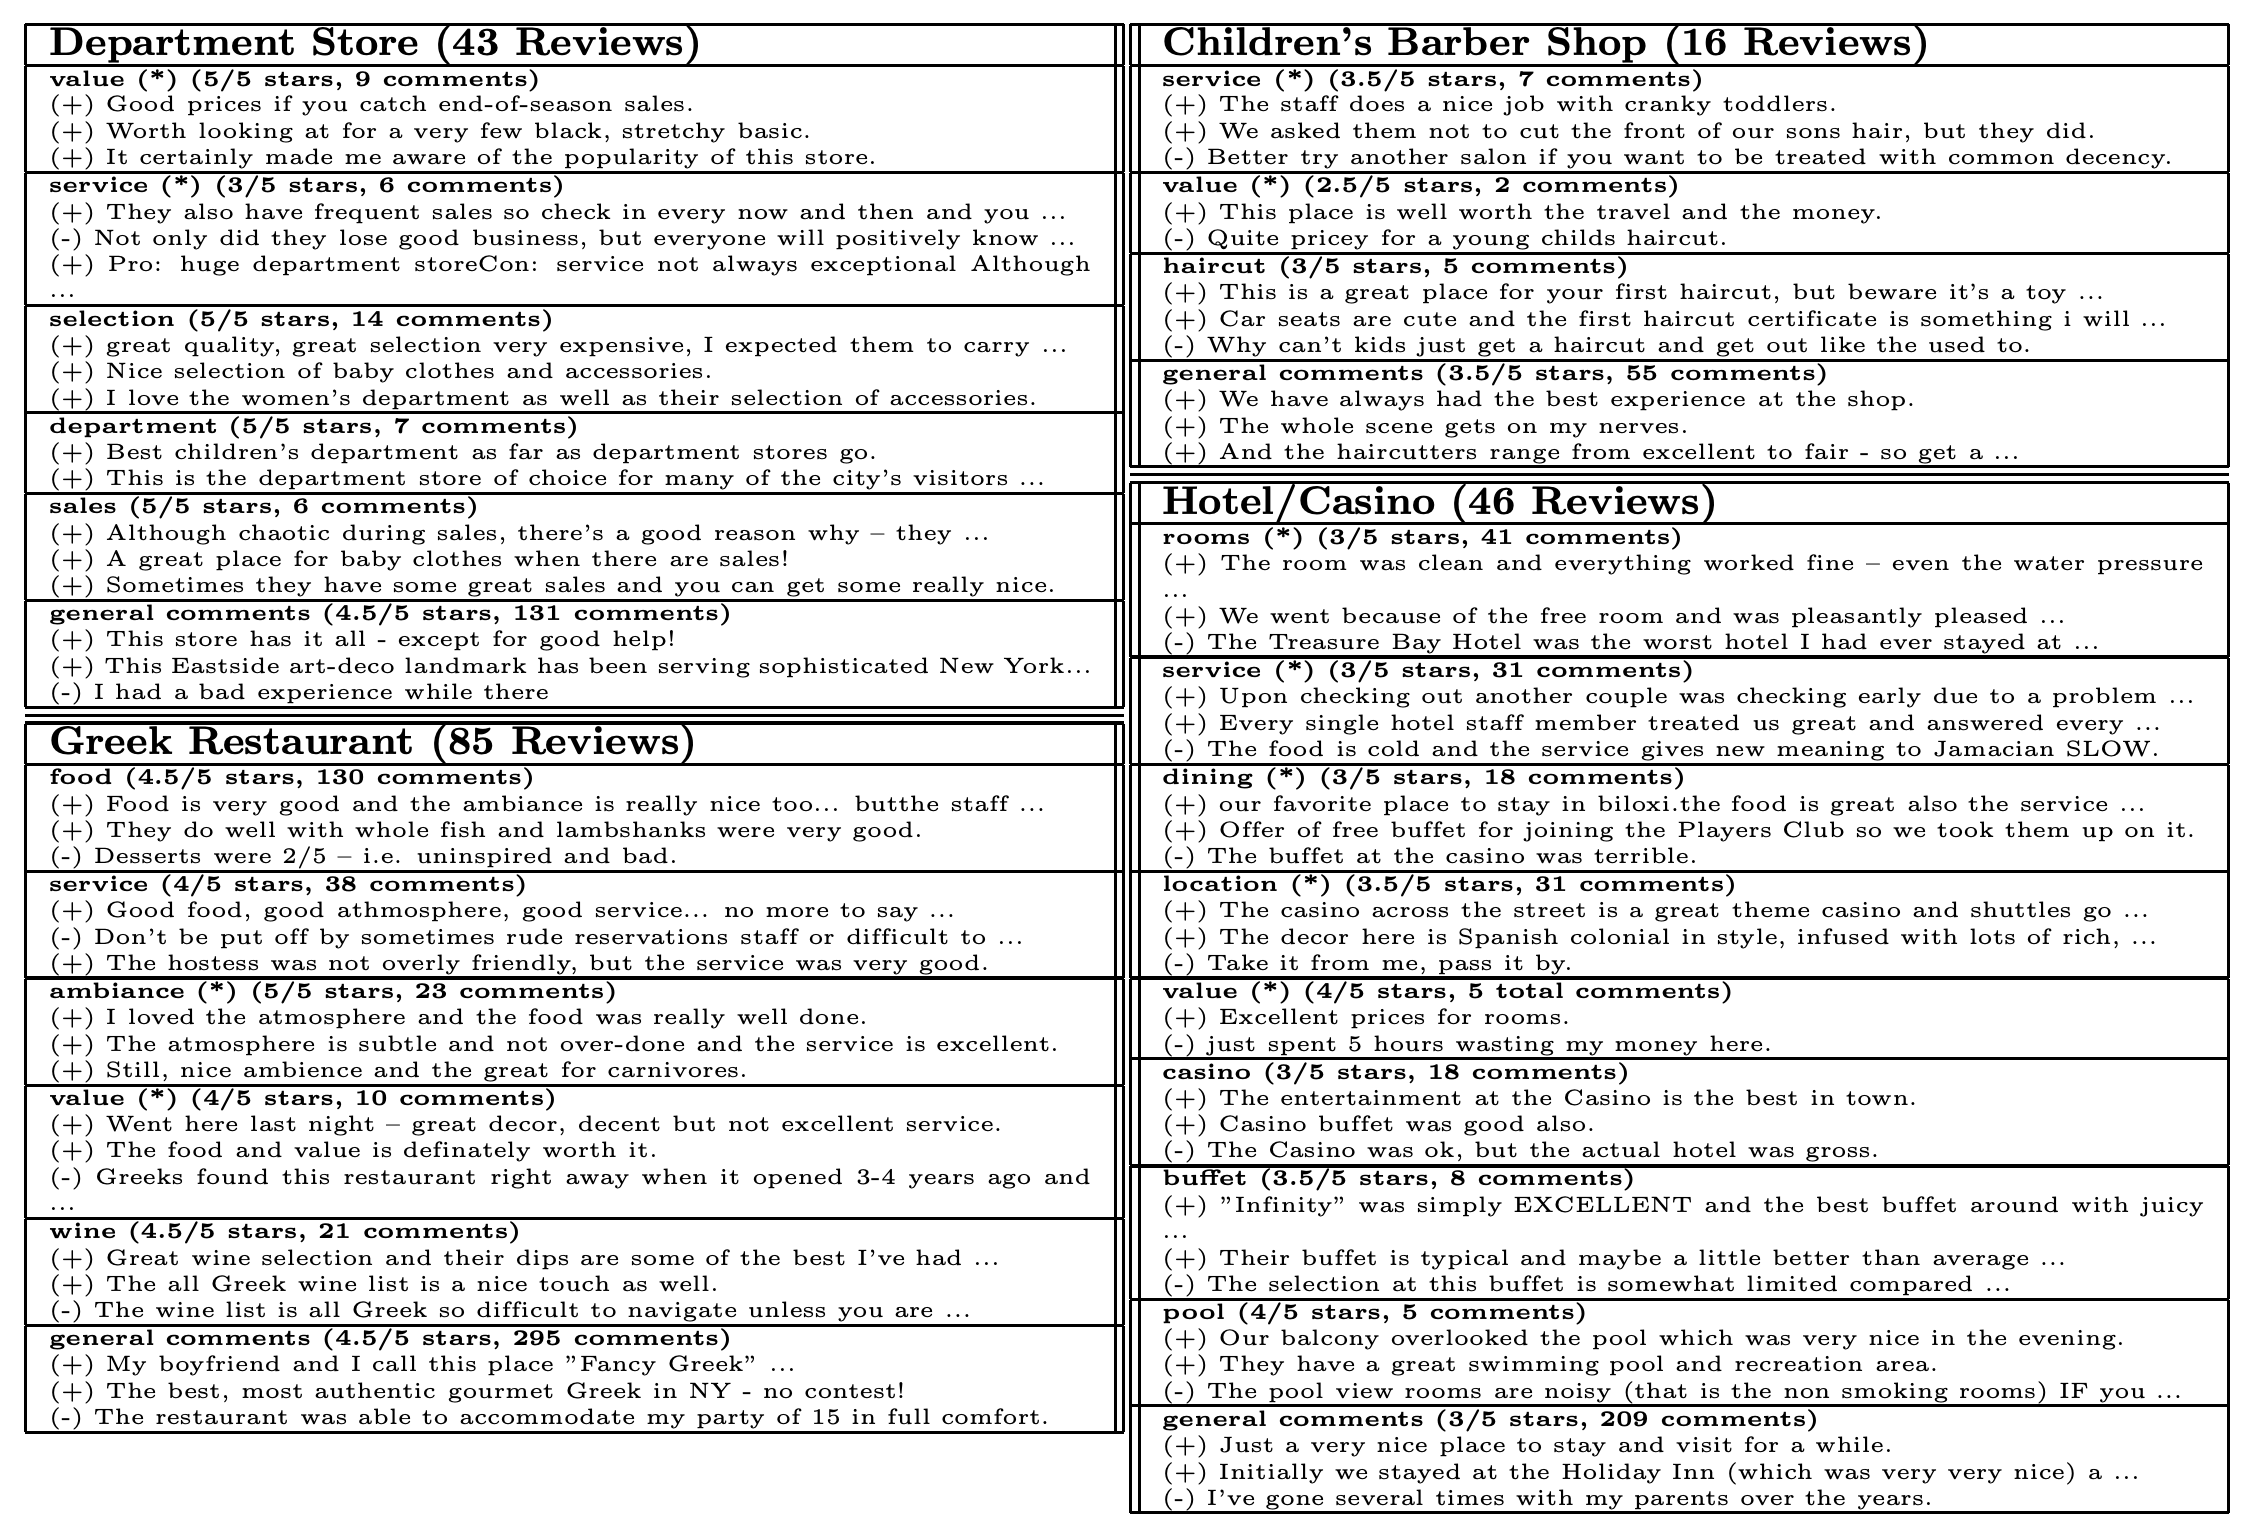 Department Store (43 Reviews)
value (*) (5/5 stars, 9 comments)
(+) Good prices if you catch end-of-season sales.
(+) Worth looking at for a very few black, stretchy basic.
(+) It certainly made me aware of the popularity of this store.
service (*) (3/5 stars, 6 comments)
(+) They also have frequent sales so check in every now and then and you ...
(-) Not only did they lose good business, but everyone will positively know ...
(+) Pro: huge department storeCon: service not always exceptional Although
...
selection (5/5 stars, 14 comments)
(+) great quality, great selection very expensive, I expected them to carry ...
(+) Nice selection of baby clothes and accessories.
(+) I love the women's department as well as their selection of accessories.
department (5/5 stars, 7 comments)
(+) Best children's department as far as department stores go.
(+) This is the department store of choice for many of the city's visitors ...
sales (5/5 stars, 6 comments)
(+) Although chaotic during sales, there's a good reason why – they ...
(+) A great place for baby clothes when there are sales!
(+) Sometimes they have some great sales and you can get some really nice.
general comments (4.5/5 stars, 131 comments)
(+) This store has it all - except for good help!
(+) This Eastside art-deco landmark has been serving sophisticated New York...
(-) I had a bad experience while there
Greek Restaurant (85 Reviews)
food (4.5/5 stars, 130 comments)
(+) Food is very good and the ambiance is really nice too... butthe staff ...
(+) They do well with whole fish and lambshanks were very good.
(-) Desserts were 2/5 – i.e. uninspired and bad.
service (4/5 stars, 38 comments)
(+) Good food, good athmosphere, good service... no more to say ...
(-) Don't be put off by sometimes rude reservations staff or difficult to ...
(+) The hostess was not overly friendly, but the service was very good.
ambiance (*) (5/5 stars, 23 comments)
(+) I loved the atmosphere and the food was really well done.
(+) The atmosphere is subtle and not over-done and the service is excellent.
(+) Still, nice ambience and the great for carnivores.
value (*) (4/5 stars, 10 comments)
(+) Went here last night – great decor, decent but not excellent service.
(+) The food and value is definately worth it.
(-) Greeks found this restaurant right away when it opened 3-4 years ago and
...
wine (4.5/5 stars, 21 comments)
(+) Great wine selection and their dips are some of the best I've had ...
(+) The all Greek wine list is a nice touch as well.
(-) The wine list is all Greek so difficult to navigate unless you are ...
general comments (4.5/5 stars, 295 comments)
(+) My boyfriend and I call this place ”Fancy Greek” ...
(+) The best, most authentic gourmet Greek in NY - no contest!
(-) The restaurant was able to accommodate my party of 15 in full comfort.
Children's Barber Shop (16 Reviews)
service (*) (3.5/5 stars, 7 comments)
(+) The staff does a nice job with cranky toddlers.
(+) We asked them not to cut the front of our sons hair, but they did.
(-) Better try another salon if you want to be treated with common decency.
value (*) (2.5/5 stars, 2 comments)
(+) This place is well worth the travel and the money.
(-) Quite pricey for a young childs haircut.
haircut (3/5 stars, 5 comments)
(+) This is a great place for your first haircut, but beware it's a toy ...
(+) Car seats are cute and the first haircut certificate is something i will ...
(-) Why can't kids just get a haircut and get out like the used to.
general comments (3.5/5 stars, 55 comments)
(+) We have always had the best experience at the shop.
(+) The whole scene gets on my nerves.
(+) And the haircutters range from excellent to fair - so get a ...
Hotel/Casino (46 Reviews)
rooms (*) (3/5 stars, 41 comments)
(+) The room was clean and everything worked fine – even the water pressure
...
(+) We went because of the free room and was pleasantly pleased ...
(-) The Treasure Bay Hotel was the worst hotel I had ever stayed at ...
service (*) (3/5 stars, 31 comments)
(+) Upon checking out another couple was checking early due to a problem ...
(+) Every single hotel staff member treated us great and answered every ...
(-) The food is cold and the service gives new meaning to Jamacian SLOW.
dining (*) (3/5 stars, 18 comments)
(+) our favorite place to stay in biloxi.the food is great also the service ...
(+) Offer of free buffet for joining the Players Club so we took them up on it.
(-) The buffet at the casino was terrible.
location (*) (3.5/5 stars, 31 comments)
(+) The casino across the street is a great theme casino and shuttles go ...
(+) The decor here is Spanish colonial in style, infused with lots of rich, ...
(-) Take it from me, pass it by.
value (*) (4/5 stars, 5 total comments)
(+) Excellent prices for rooms.
(-) just spent 5 hours wasting my money here.
casino (3/5 stars, 18 comments)
(+) The entertainment at the Casino is the best in town.
(+) Casino buffet was good also.
(-) The Casino was ok, but the actual hotel was gross.
buffet (3.5/5 stars, 8 comments)
(+) ”Infinity” was simply EXCELLENT and the best buffet around with juicy
...
(+) Their buffet is typical and maybe a little better than average ...
(-) The selection at this buffet is somewhat limited compared ...
pool (4/5 stars, 5 comments)
(+) Our balcony overlooked the pool which was very nice in the evening.
(+) They have a great swimming pool and recreation area.
(-) The pool view rooms are noisy (that is the non smoking rooms) IF you ...
general comments (3/5 stars, 209 comments)
(+) Just a very nice place to stay and visit for a while.
(+) Initially we stayed at the Holiday Inn (which was very very nice) a ...
(-) I've gone several times with my parents over the years.